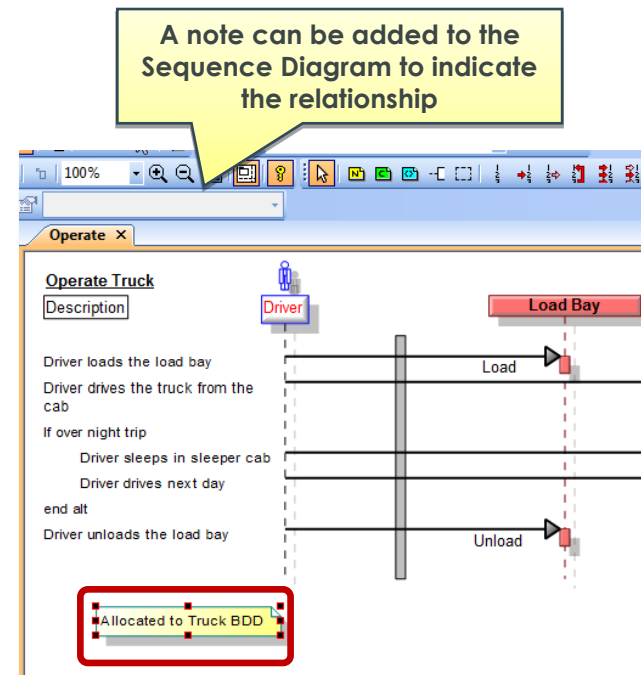 A note can be added to the
Sequence Diagram to indicate
the relationship
100%
Operate X
Operate Truck
Description
Driver
Load Bay
Driver loads the load bay
Load
Driver drives the truck from the
cab
If over night trip
Driver sleeps in sleeper cab
Driver drives next day
end alt
Driver unloads the load bay
Unload
Allocated to Truck BDD